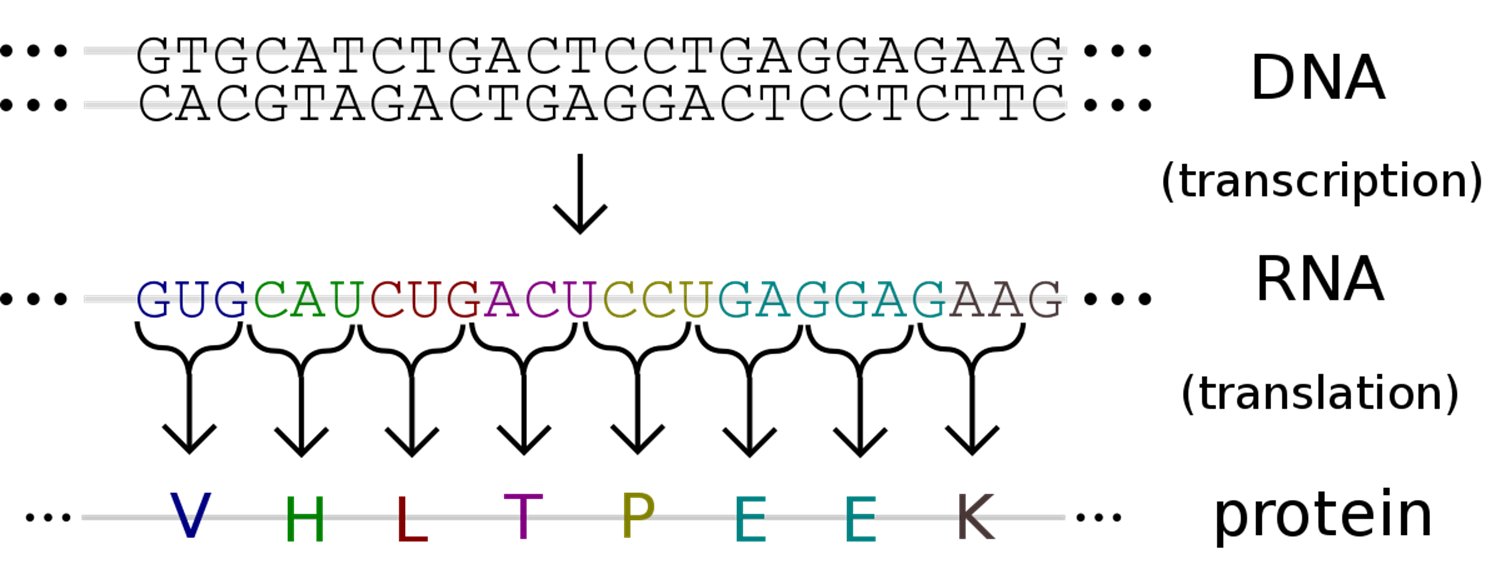 ... GTGCATCTGACTCCTGAGGAGAAG ... DNA
... CACGTAGACTGAGGACTCCTCTTC ...
(transcription)
... GUGCAUCUGACUCCUGAGGAGAAG ... RNA
(translation)
... V H L T P E E K ... protein